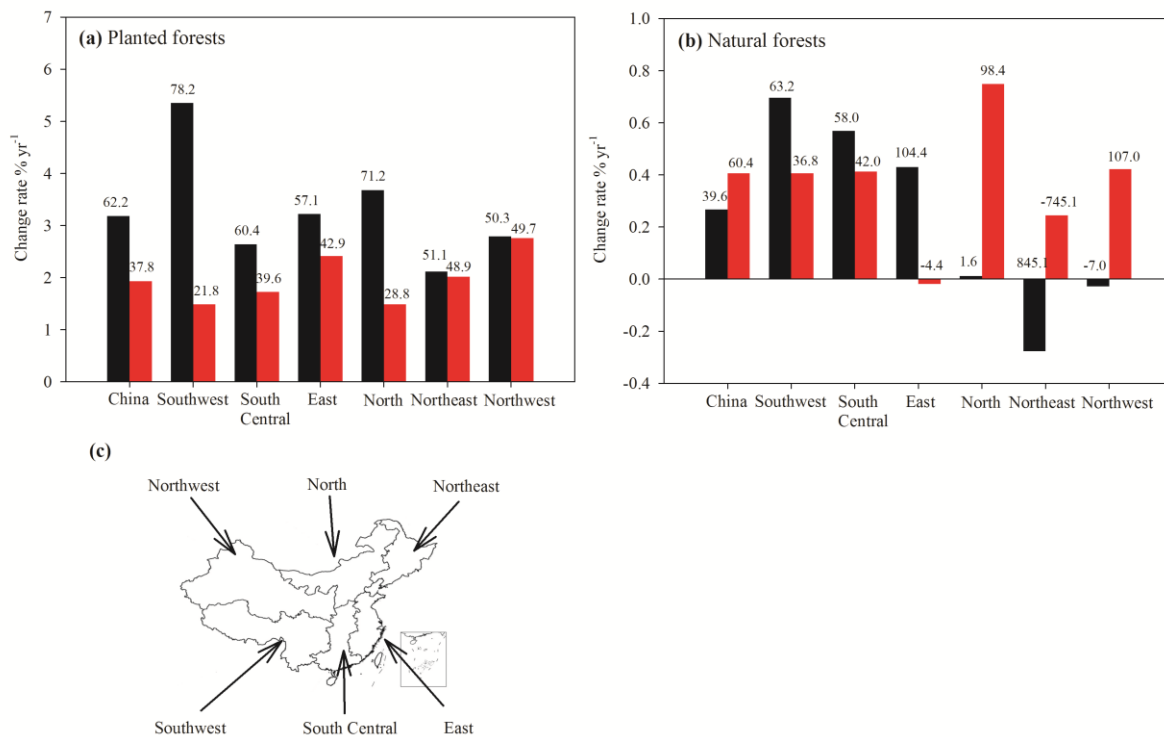 (a) Planted forests
Change rate % yr-1
7
6
5
4
3
2
1
0
62.2
37.8
78.2
21.8
60.4
39.6
57.1
42.9
71.2
28.8
51.1
48.9
50.3
49.7
China
Southwest
South
Central
East
North
Northeast
Northwest
(b) Natural forests
Change rate % yr-1
1.0
0.8
0.6
0.4
0.2
0.0
-0.2
-0.4
39.6
60.4
63.2
36.8
58.0
42.0
104.4
-4.4
1.6
98.4
845.1
-745.1
-7.0
107.0
China
Southwest
South
Central
East
North
Northeast
Northwest
(c)
Northwest
North
Northeast
Southwest
South Central
East